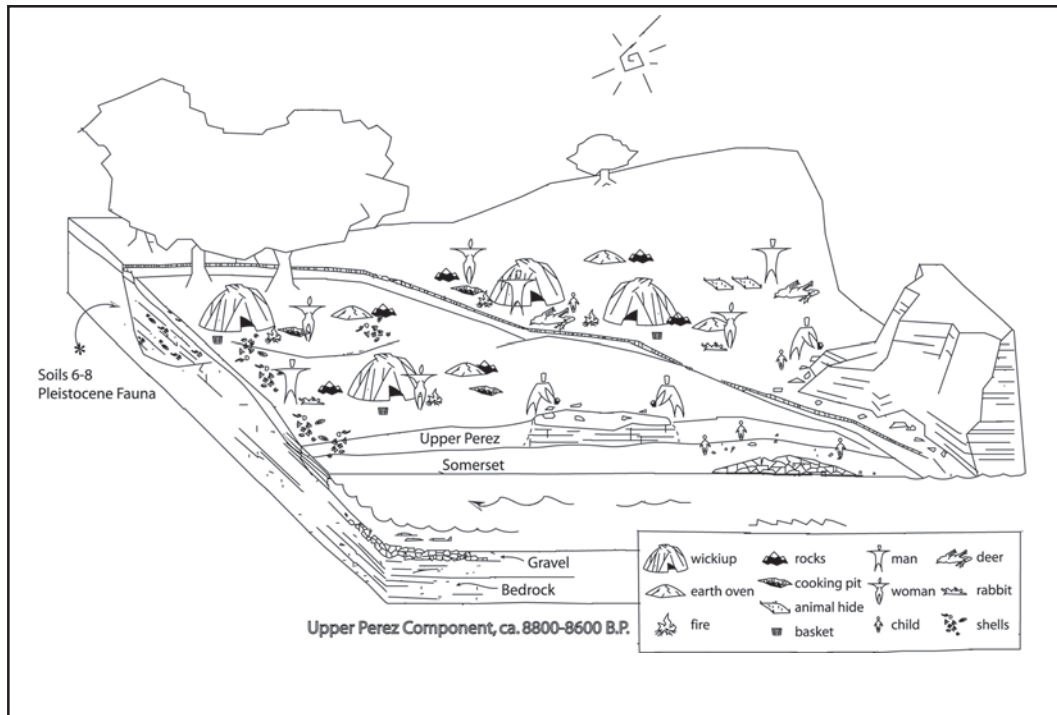 Soils 6-8
Pleistocene Fauna
Upper Perez
Somerset
Gravel
Bedrock
Upper Perez Component, ca. 8800-8600 B.P.
wickiup
rocks
man
deer
earth oven
cooking pit
woman
rabbit
animal hide
fire
basket
child
shells